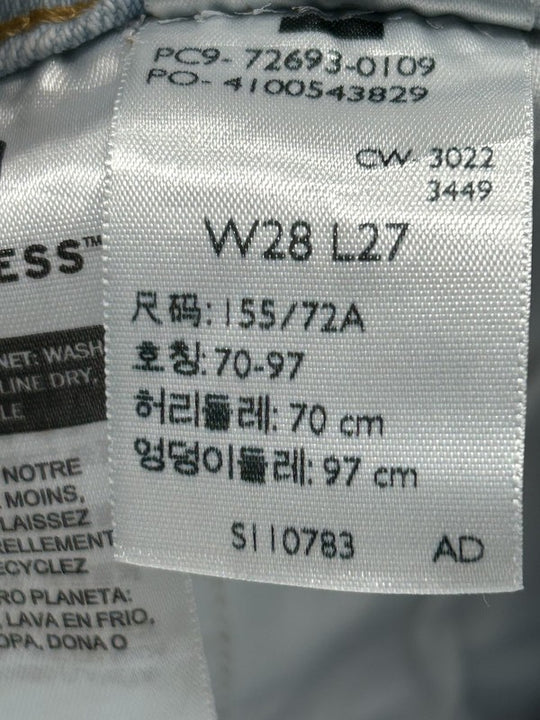 PC9- 72693-0109
PO- 4100543829
CW 3022
3449
W28 L27
尺码: 155/72A
호칭: 70-97
허리둘레: 70 cm
엉덩이둘레: 97 cm
S110783 AD
ESS™
NET: WASH
LINE DRY,
LE
NOTRE
MOINS,
LAISSEZ
RELLEMENT
ECYCLEZ
RO PLANETA:
LAVA EN FRIO,
OPA, DONA O